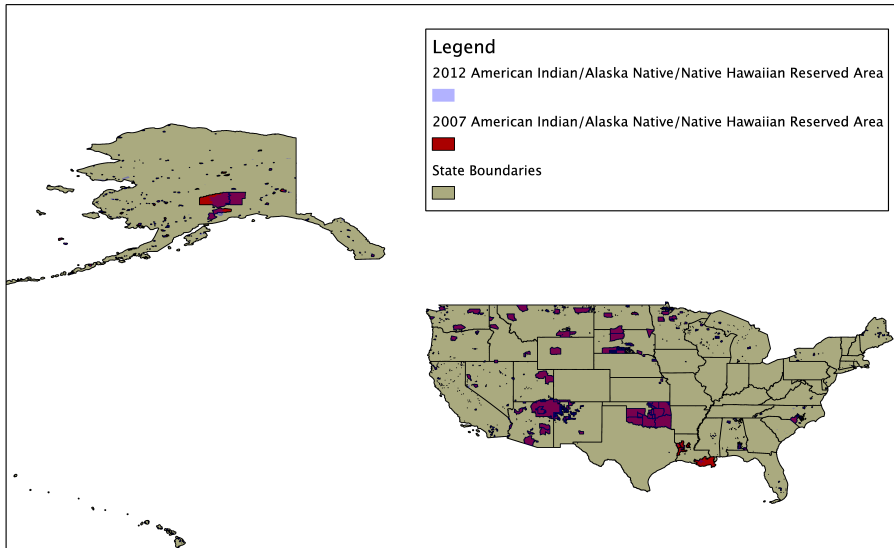 Legend
2012 American Indian/Alaska Native/Native Hawaiian Reserved Area
2007 American Indian/Alaska Native/Native Hawaiian Reserved Area
State Boundaries